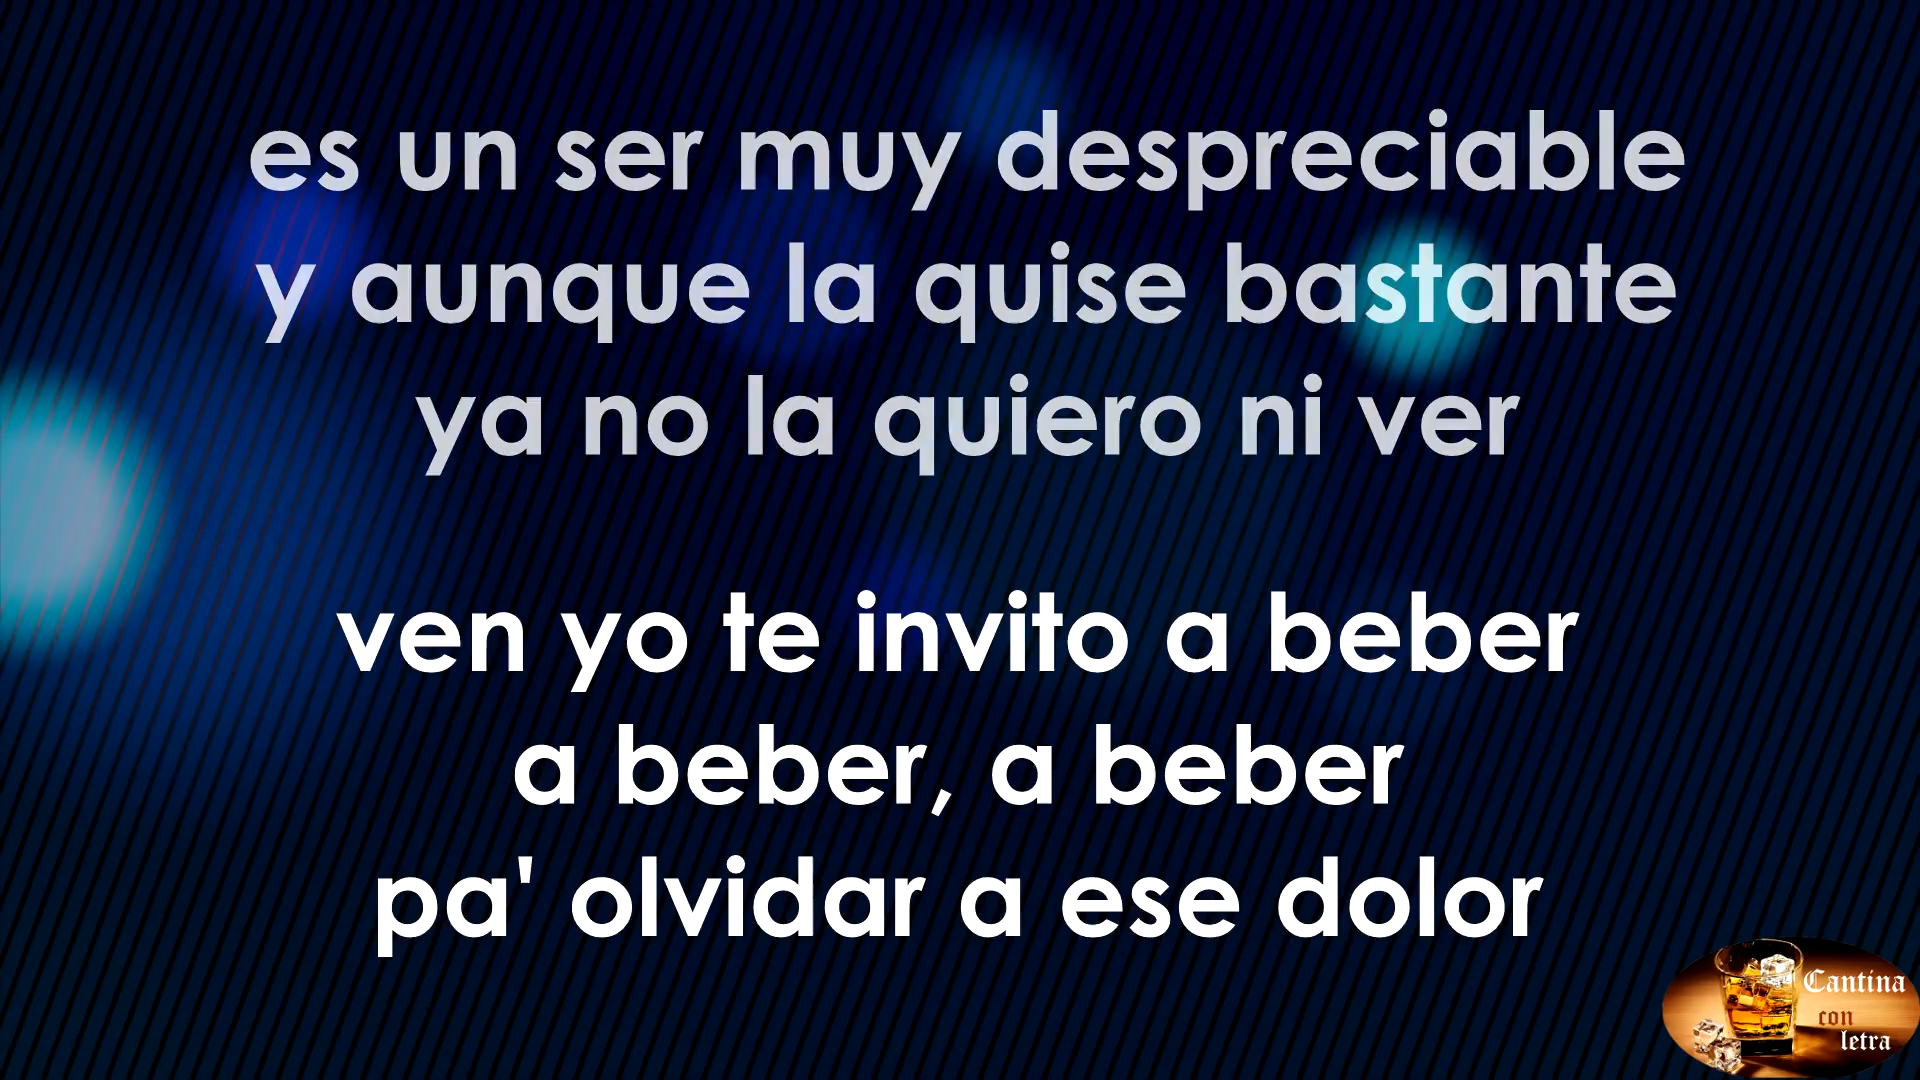 es un ser muy despreciable
y aunque la quise bastante
ya no la quiero ni ver
ven yo te invito a beber
a beber, a beber
pa' olvidar a ese dolor
Cantina
con
letra